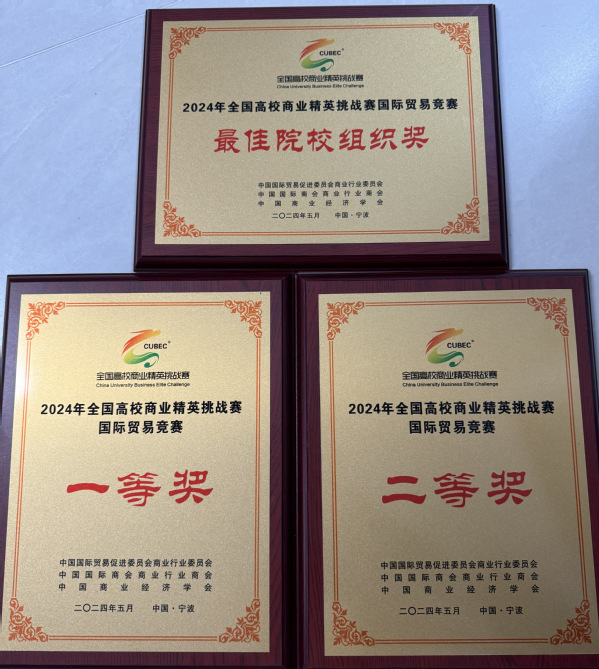 CUBEC
全国高校商业精英挑战赛
China University Business Elite Challenge
2024年全国高校商业精英挑战赛国际贸易竞赛
最佳院校组织奖
中国国际贸易促进委员会商业行业委员会
中国国际商会商业行业商会
中国商业经济学会
二〇二四年五月 中国·宁波
CUBEC
全国高校商业精英挑战赛
China University Business Elite Challenge
2024年全国高校商业精英挑战赛
国际贸易竞赛
一等奖
中国国际贸易促进委员会商业行业委员会
中国国际商会商业行业商会
中国商业经济学会
二〇二四年五月 中国·宁波
CUBEC
全国高校商业精英挑战赛
China University Business Elite Challenge
2024年全国高校商业精英挑战赛
国际贸易竞赛
二等奖
中国国际贸易促进委员会商业行业委员会
中国国际商会商业行业商会
中国商业经济学会
二〇二四年五月 中国·宁波